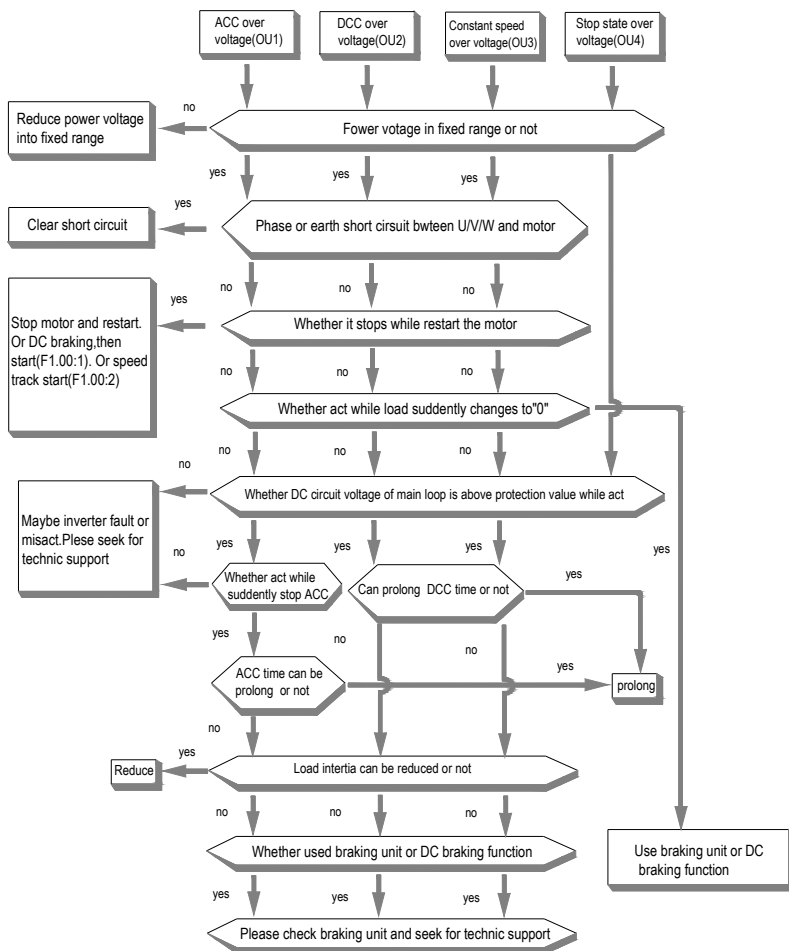 ACC over
voltage(OU1)
DCC over
voltage(OU2)
Constant speed
over voltage(OU3)
Stop state over
voltage(OU4)
no
Reduce power voltage
into fixed range
Fower votage in fixed range or not
yes
yes
yes
yes
Clear short circuit
Phase or earth short circuit bwteen U/V/W and motor
no
no
no
yes
Stop motor and restart.
Or DC braking,then
start(F1.00:1). Or speed
track start(F1.00:2)
Whether it stops while restart the motor
no
no
no
Whether act while load suddently changes to"0"
no
no
no
no
Whether DC circuit voltage of main loop is above protection value while act
Maybe inverter fault or
misact.Plese seek for
technic support
yes
yes
yes
yes
no
Whether act while
suddently stop ACC
Can prolong DCC time or not
yes
yes
no
no
ACC time can be
prolong or not
yes
prolong
no
yes
Reduce
Load intertia can be reduced or not
no
no
no
Whether used braking unit or DC braking function
Use braking unit or DC
braking function
yes
yes
yes
Please check braking unit and seek for technic support